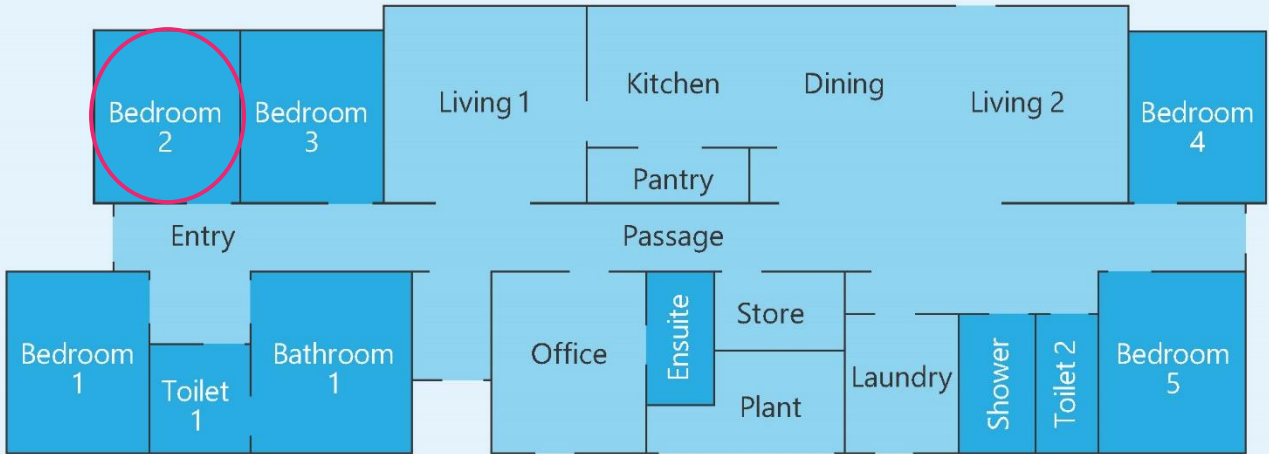 Bedroom
2
Bedroom
3
Living 1
Kitchen
Dining
Living 2
Bedroom
4
Pantry
Entry
Passage
Bedroom
1
Toilet
1
Bathroom
1
Office
Ensuite
Store
Plant
Laundry
Shower
Toilet 2
Bedroom
5